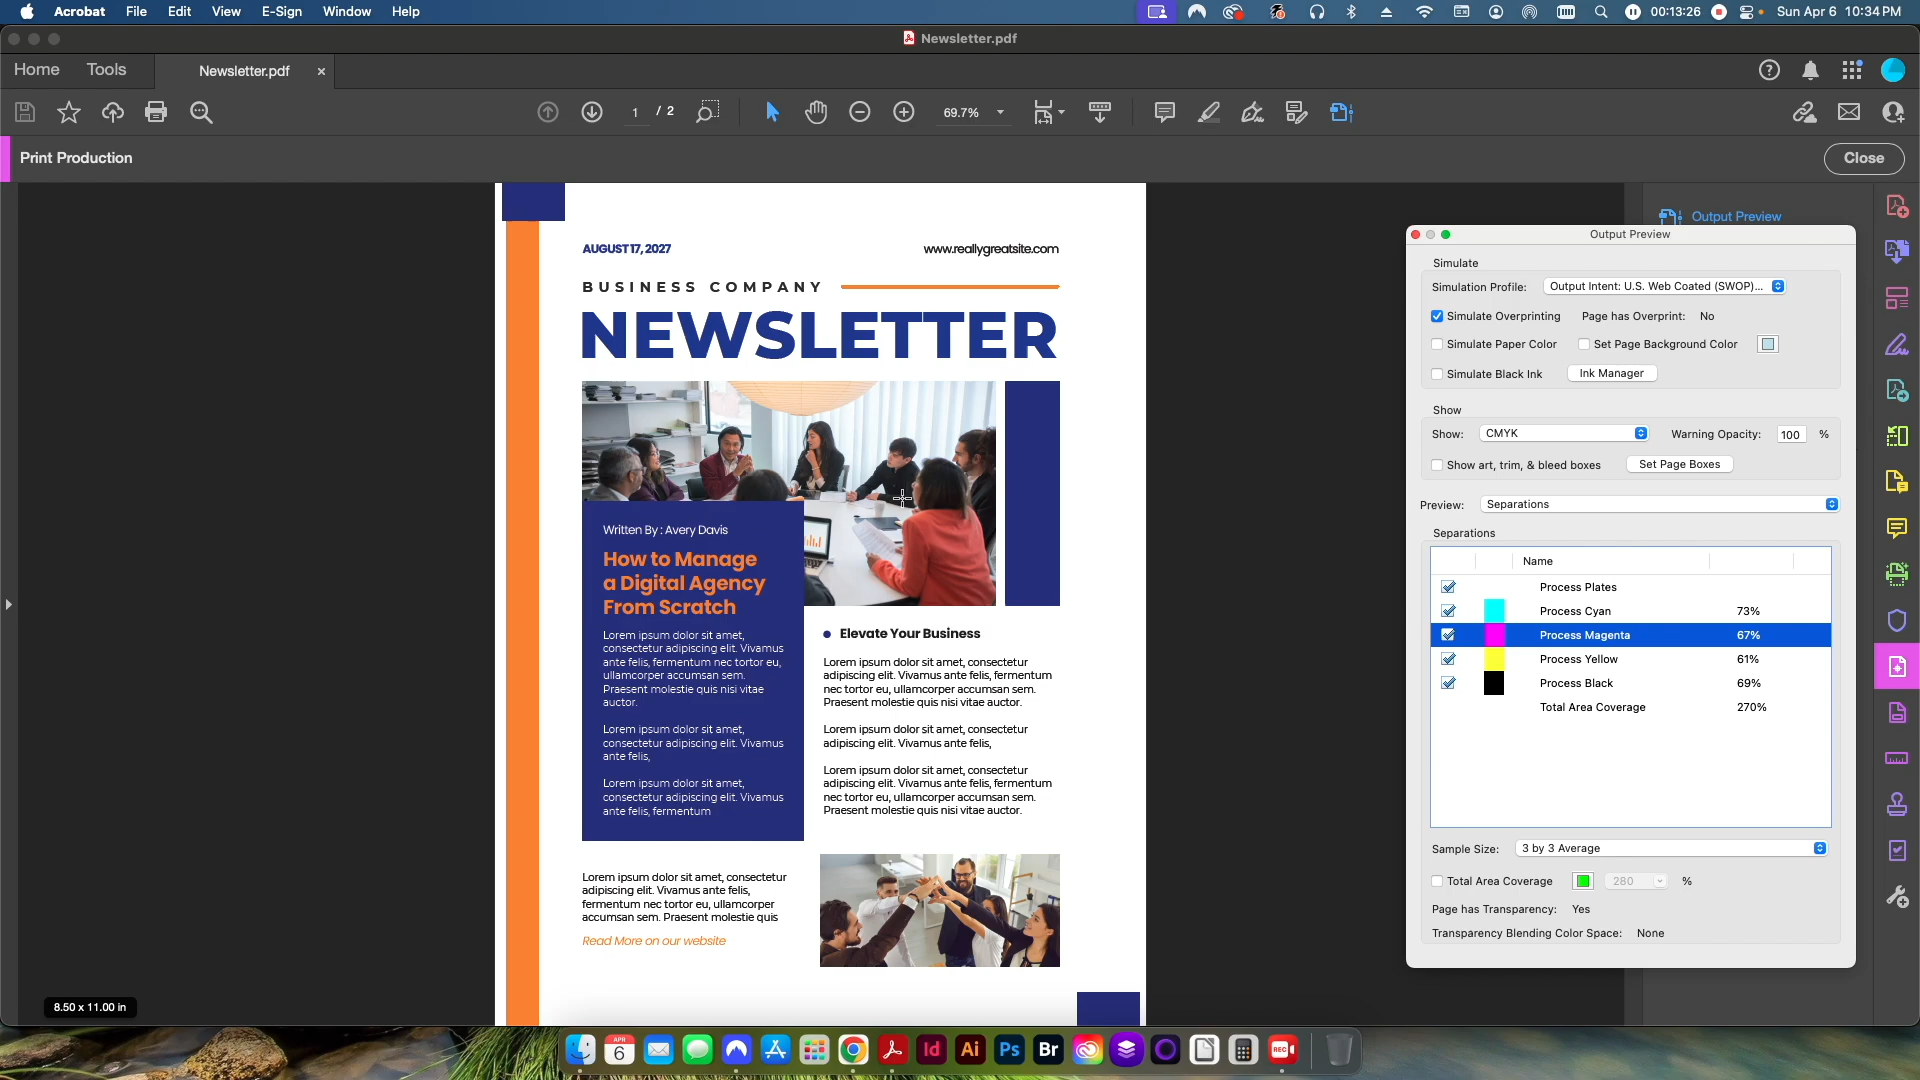 Acrobat File Edit View E-Sign Window Help
00:13:26 Sun Apr 6 10:34 PM
Newsletter.pdf
Home Tools Newsletter.pdf
1 / 2 69.7%
Print Production Close
Output Preview
AUGUST 17, 2027 www.reallygreatsite.com
BUSINESS COMPANY
NEWSLETTER
Written By : Avery Davis
How to Manage
a Digital Agency
From Scratch
Lorem ipsum dolor sit amet,
consectetur adipiscing elit. Vivamus
ante felis, fermentum nec tortor eu,
ullamcorper accumsan sem.
Praesent molestie quis nisi vitae
auctor.
Lorem ipsum dolor sit amet,
consectetur adipiscing elit. Vivamus
ante felis,
Lorem ipsum dolor sit amet,
consectetur adipiscing elit. Vivamus
ante felis, fermentum
Elevate Your Business
Lorem ipsum dolor sit amet, consectetur
adipiscing elit. Vivamus ante felis, fermentum
nec tortor eu, ullamcorper accumsan sem.
Praesent molestie quis nisi vitae auctor.
Lorem ipsum dolor sit amet, consectetur
adipiscing elit. Vivamus ante felis,
Lorem ipsum dolor sit amet, consectetur
adipiscing elit. Vivamus ante felis, fermentum
nec tortor eu, ullamcorper accumsan sem.
Praesent molestie quis nisi vitae auctor.
Lorem ipsum dolor sit amet, consectetur
adipiscing elit. Vivamus ante felis,
fermentum nec tortor eu, ullamcorper
accumsan sem. Praesent molestie quis
Read More on our website
8.50 x 11.00 in
Output Preview
Simulate
Simulation Profile: Output Intent: U.S. Web Coated (SWOP)...
Simulate Overprinting Page has Overprint: No
Simulate Paper Color Set Page Background Color
Simulate Black Ink Ink Manager
Show
Show: CMYK Warning Opacity: 100 %
Show art, trim, & bleed boxes Set Page Boxes
Preview: Separations
Separations
Name
Process Plates
Process Cyan 73%
Process Magenta 67%
Process Yellow 61%
Process Black 69%
Total Area Coverage 270%
Sample Size: 3 by 3 Average
Total Area Coverage 280 %
Page has Transparency: Yes
Transparency Blending Color Space: None
APR
6
Id Ai Ps Br REC